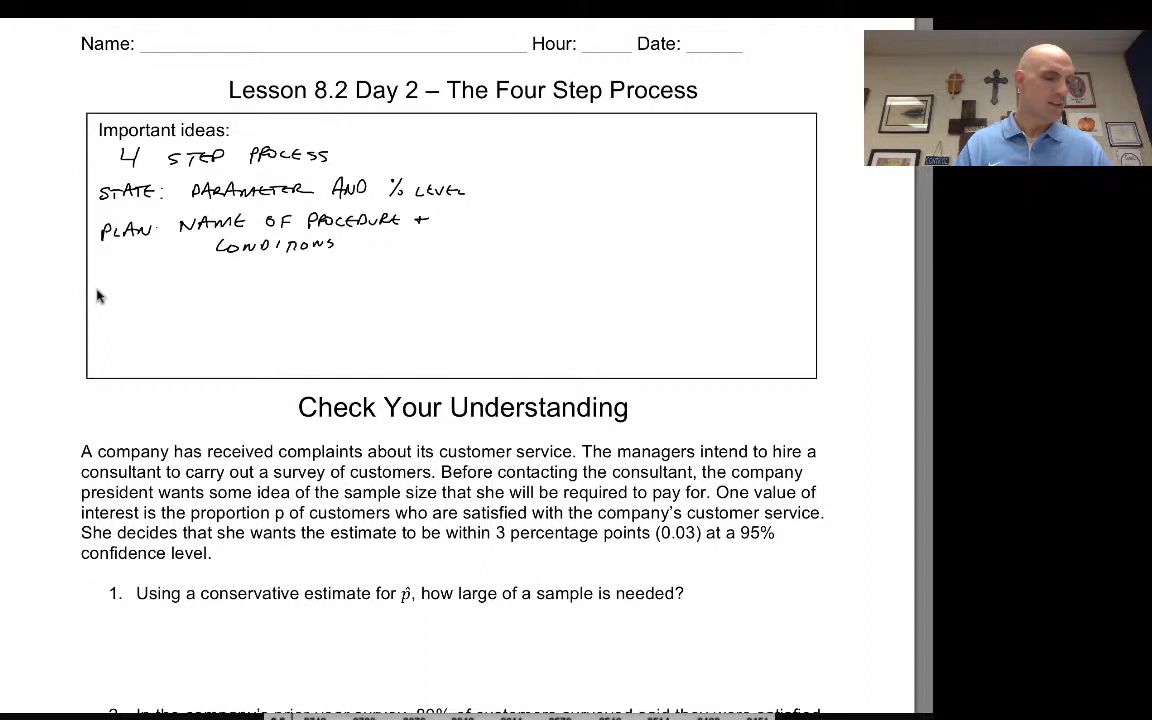 Name: Hour: Date:
Lesson 8.2 Day 2 – The Four Step Process
Important ideas:
4 STEP PROCESS
STATE: PARAMETER AND % LEVEL
PLAN: NAME OF PROCEDURE +
CONDITIONS
Check Your Understanding
A company has received complaints about its customer service. The managers intend to hire a
consultant to carry out a survey of customers. Before contacting the consultant, the company
president wants some idea of the sample size that she will be required to pay for. One value of
interest is the proportion p of customers who are satisfied with the company's customer service.
She decides that she wants the estimate to be within 3 percentage points (0.03) at a 95%
confidence level.
1. Using a conservative estimate for p̂, how large of a sample is needed?